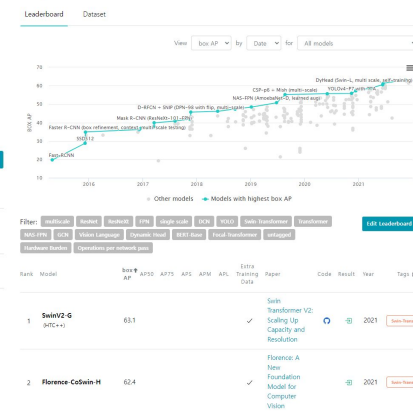 Leaderboard Dataset
View box AP by Date for All models
70
60
50
40
30
20
10
BOX AP
2016 2017 2018 2019 2020 2021
DyHead (Swin-L, multi scale, self-training)
CSP-p6 + Mish (multi-scale)
YOLOv4-P7 with TTA
NAS-FPN (AmoebaNet-D, learned aug)
D-RFCN + SNIP (DPN-98 with flip, multi-scale)
Mask R-CNN (ResNeXt-101-FPN)
Faster R-CNN (box refinement, context, multi-scale testing)
SSD512
Fast-RCNN
Other models Models with highest box AP
Filter: multiscale ResNet ResNeXt FPN single scale DCN YOLO Swin-Transformer Transformer
Edit Leaderboard
NAS-FPN GCN Vision Language Dynamic Head BERT-Base Focal-Transformer untagged
Hardware Burden Operations per network pass
Rank Model box AP AP50 AP75 APS APM APL Extra Training Data Paper Code Result Year Tags
1
SwinV2-G
(HTC++)
63.1
Swin
Transformer V2:
Scaling Up
Capacity and
Resolution
2021
Swin-Trans
2 Florence-CoSwin-H 62.4
Florence: A
New
Foundation
Model for
Computer
Vision
2021
Swin-Trans